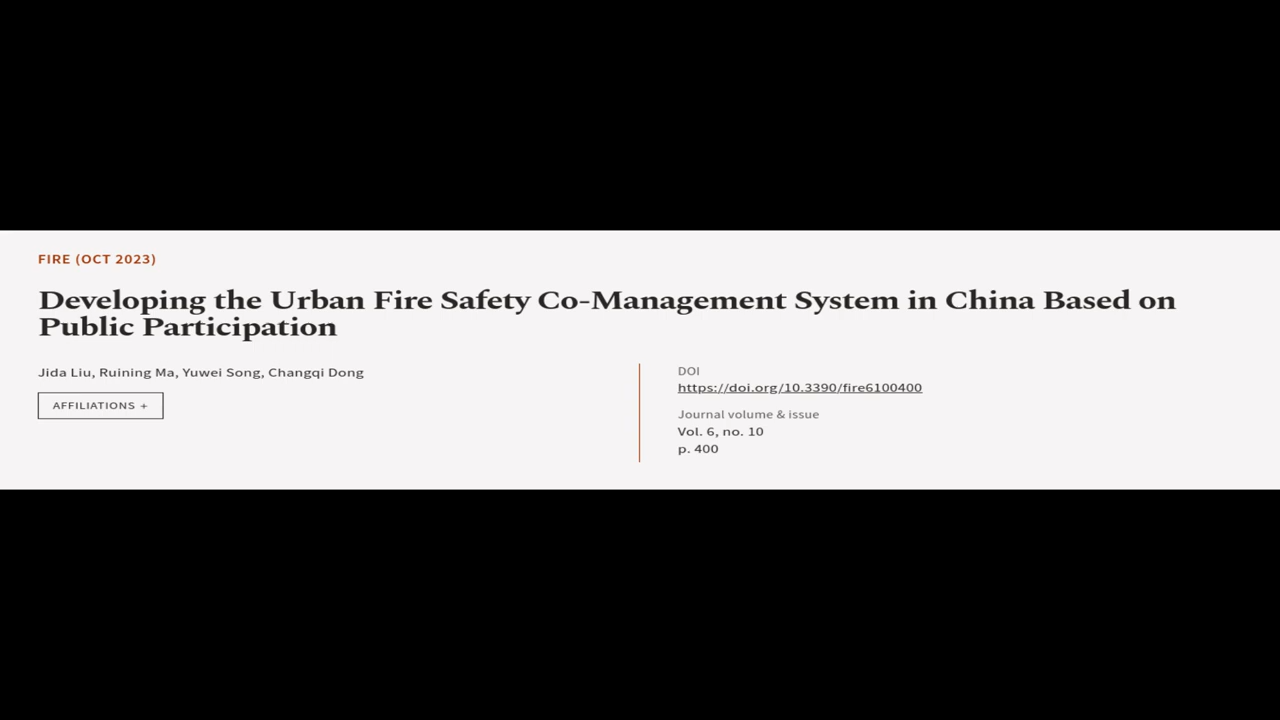 FIRE (OCT 2023)
Developing the Urban Fire Safety Co-Management System in China Based on
Public Participation
Jida Liu, Ruining Ma, Yuwei Song, Changqi Dong
AFFILIATIONS +
DOI
https://doi.org/10.3390/fire6100400
Journal volume & issue
Vol. 6, no. 10
p. 400